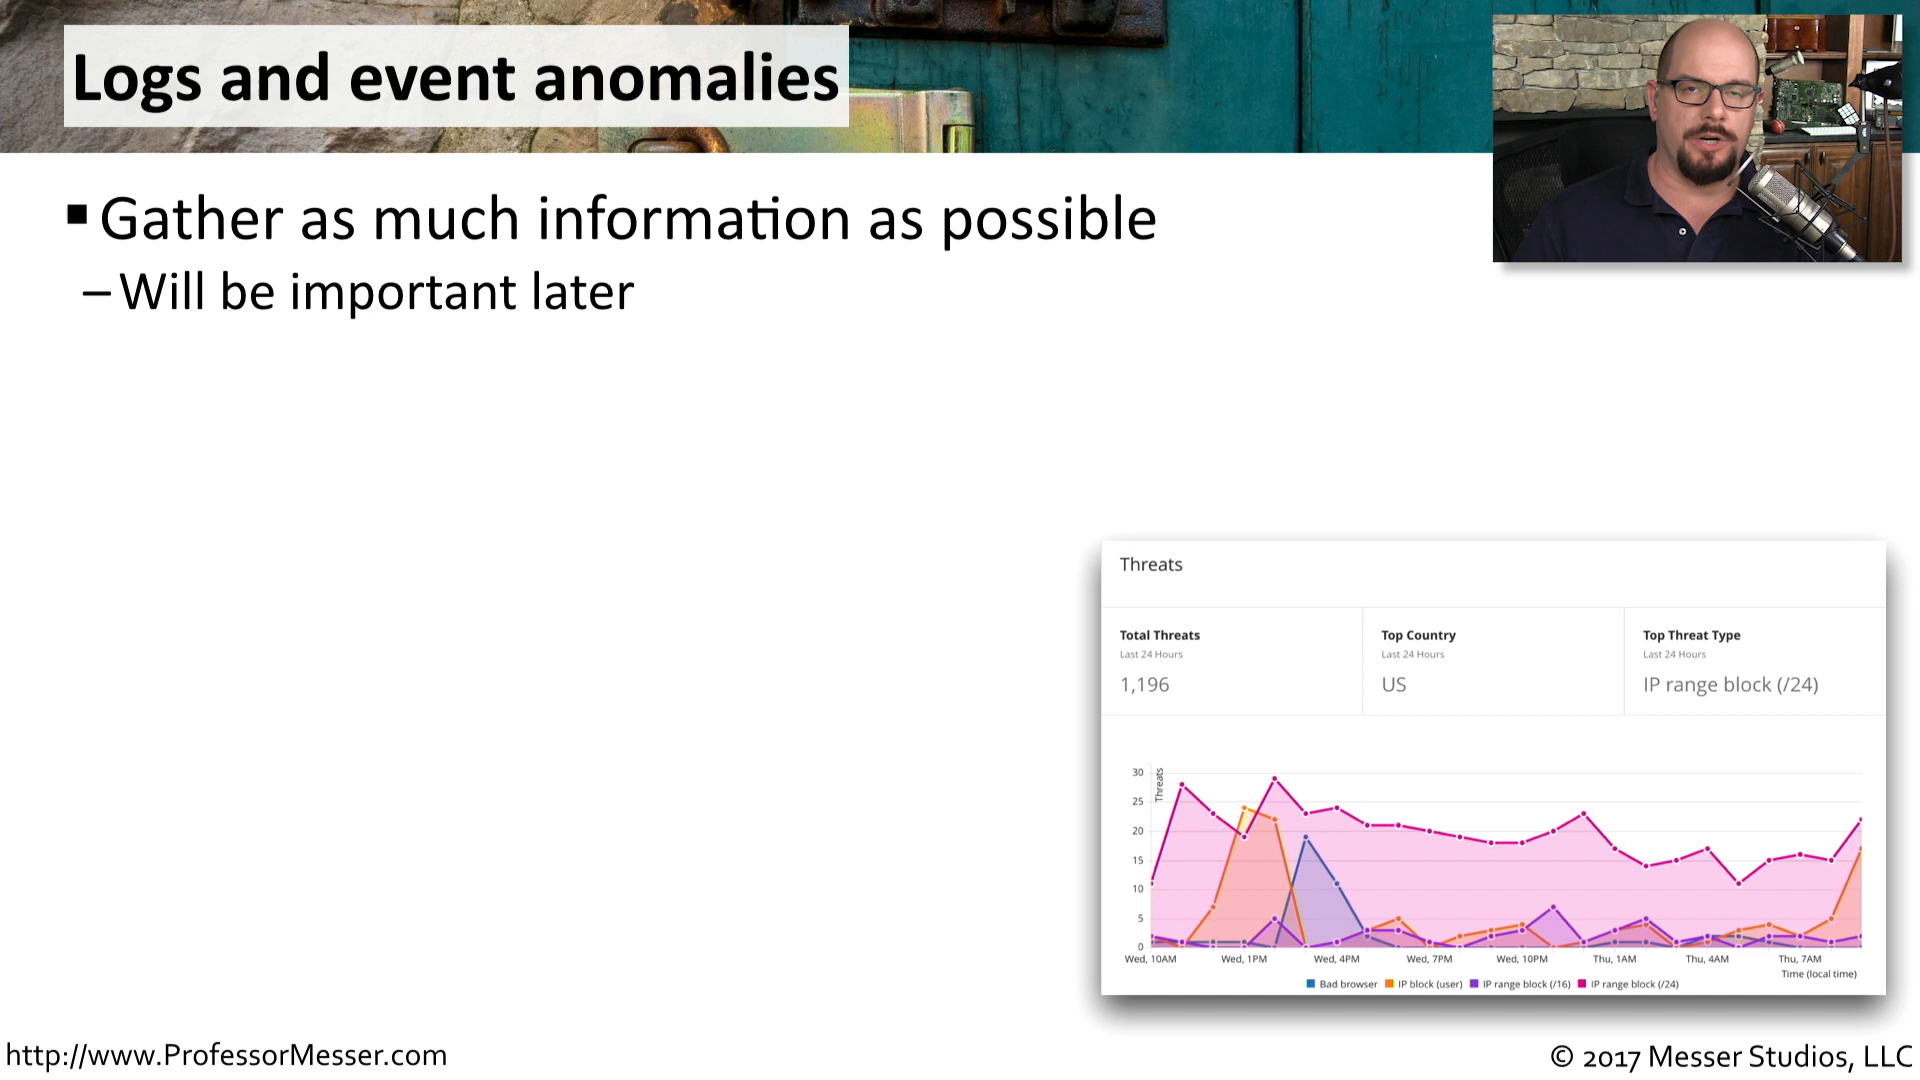 Logs and event anomalies
▪ Gather as much information as possible
– Will be important later
Threats
Total Threats
Last 24 Hours
1,196
Top Country
Last 24 Hours
US
Top Threat Type
Last 24 Hours
IP range block (/24)
Threats
30
25
20
15
10
5
0
Wed, 10AM Wed, 1PM Wed, 4PM Wed, 7PM Wed, 10PM Thu, 1AM Thu, 4AM Thu, 7AM
Time (local time)
Bad browser IP block (user) IP range block (/16) IP range block (/24)
http://www.ProfessorMesser.com
© 2017 Messer Studios, LLC